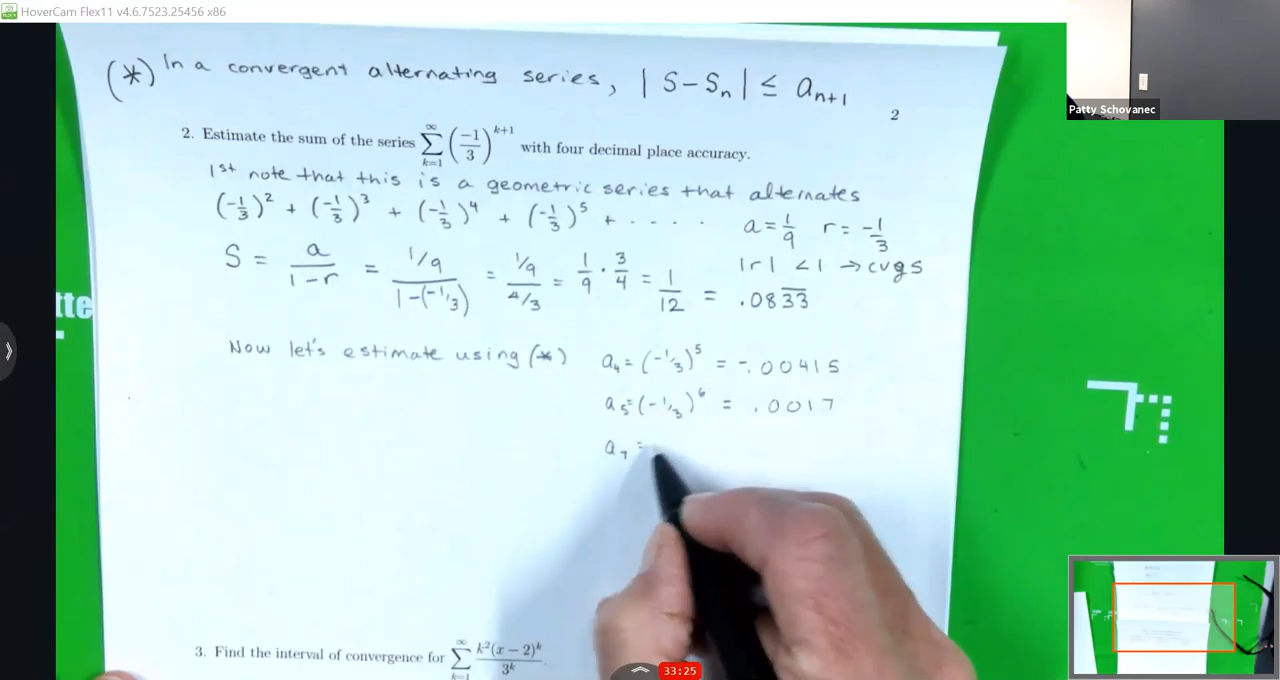 HoverCam Flex11 v4.6.7523.25456 x86
(*) In a convergent alternating series, | S - Sₙ | ≤ aₙ₊₁
Patty Schovanec
2
2. Estimate the sum of the series ∑_{k=1}^{∞} (-1/3)^{k+1} with four decimal place accuracy.
1st note that this is a geometric series that alternates
(-1/3)² + (-1/3)³ + (-1/3)⁴ + (-1/3)⁵ + · · · ·
a = 1/9 r = -1/3
|r| < 1 → cvgs
S = a/(1-r) = (1/9)/(1-(-1/3)) = (1/9)/(4/3) = 1/9 · 3/4 = 1/12 = .083̅3̅
tte
Now let's estimate using (*)
a₄ = (-1/3)⁵ = -.00415
a₅ = (-1/3)⁶ = .0017
a₇ =
3. Find the interval of convergence for ∑_{k=1}^{∞} k²(x - 2)ᵏ/3ᵏ.
33:25